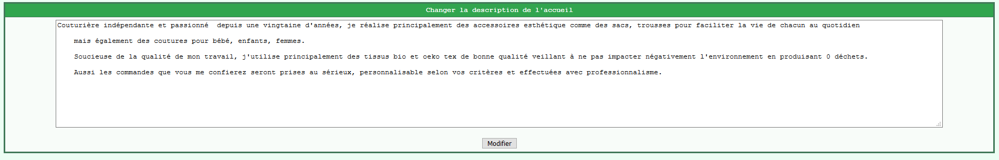 Changer la description de l'accueil
Couturière indépendante et passionné  depuis une vingtaine d'années, je réalise principalement des accessoires esthétique comme des sacs, trousses pour faciliter la vie de chacun au quotidien
mais également des coutures pour bébé, enfants, femmes.
Soucieuse de la qualité de mon travail, j'utilise principalement des tissus bio et oeko tex de bonne qualité veillant à ne pas impacter négativement l'environnement en produisant 0 déchets.
Aussi les commandes que vous me confierez seront prises au sérieux, personnalisable selon vos critères et effectuées avec professionnalisme.
Modifier